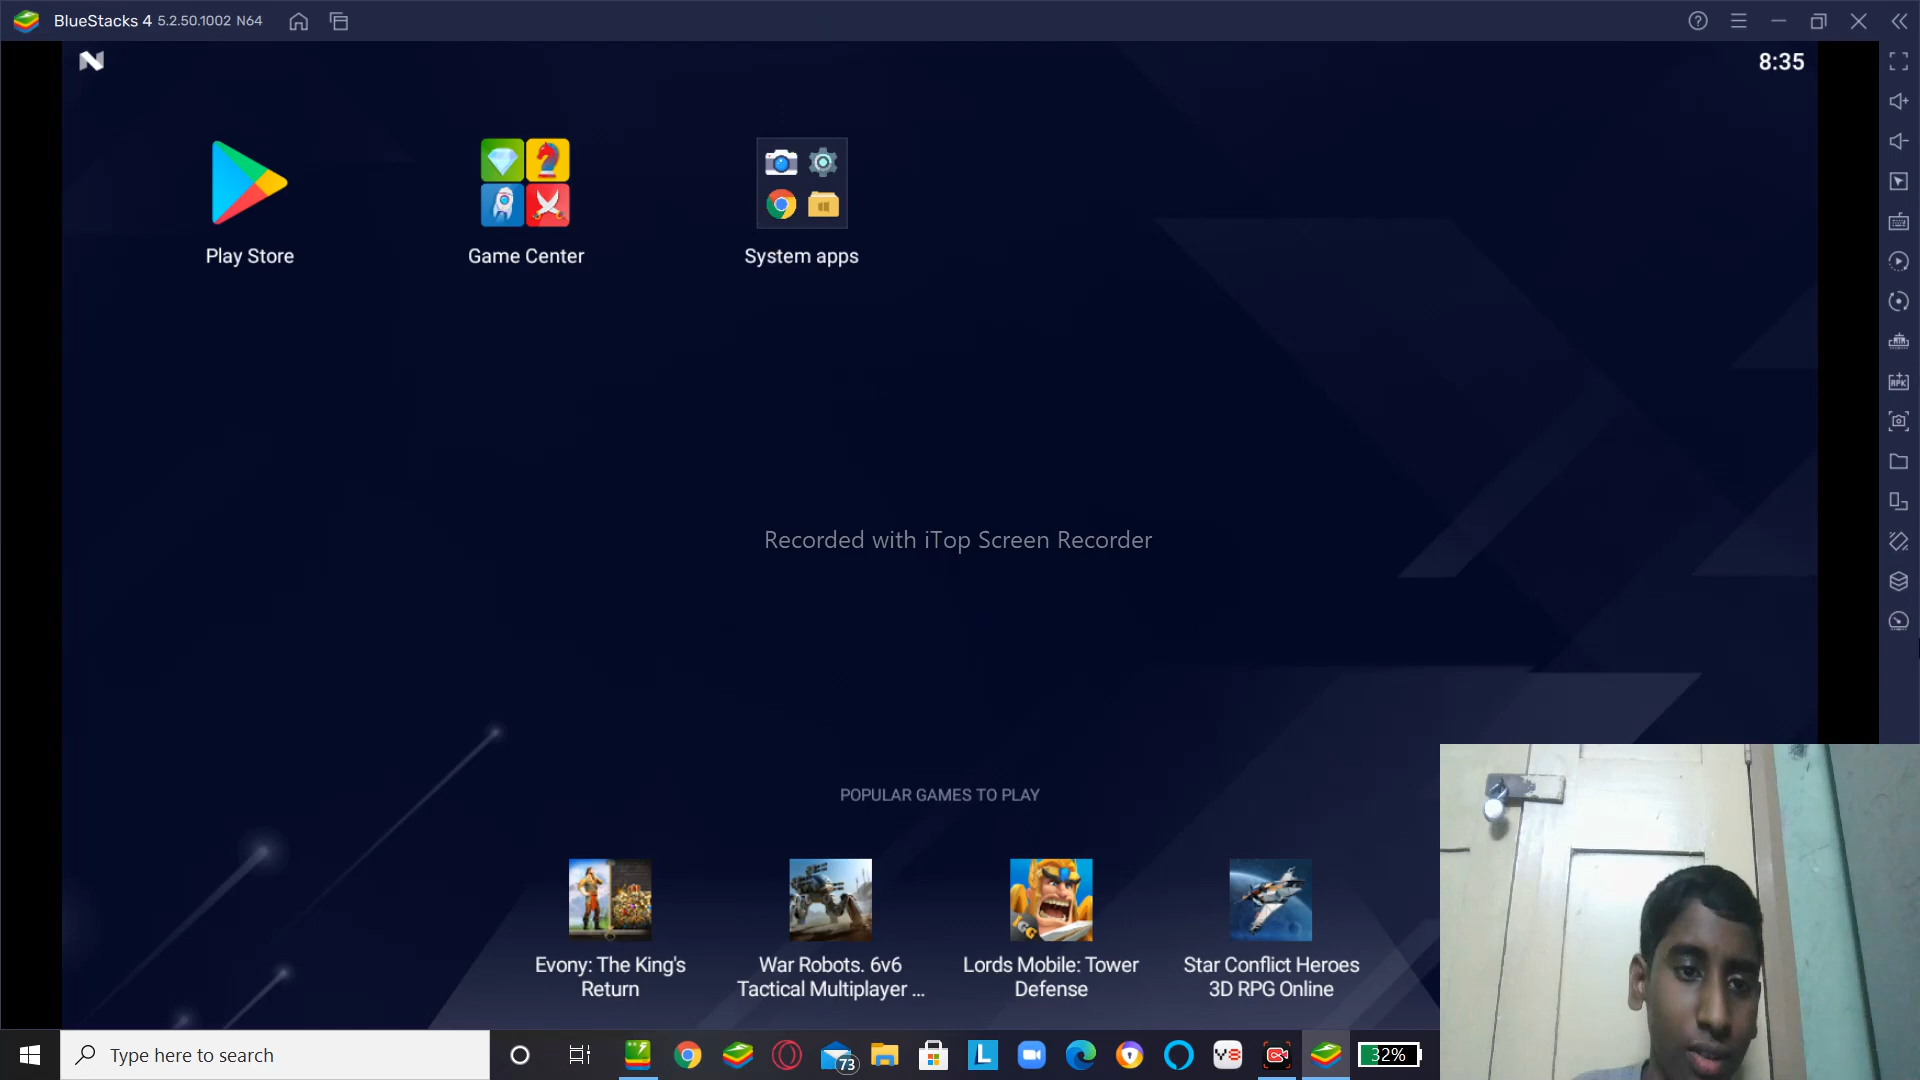 BlueStacks 4 5.2.50.1002 N64
8:35
Play Store
Game Center
System apps
Recorded with iTop Screen Recorder
POPULAR GAMES TO PLAY
Evony: The King's
Return
War Robots. 6v6
Tactical Multiplayer ...
Lords Mobile: Tower
Defense
Star Conflict Heroes
3D RPG Online
IGG
Type here to search
73
L
Y8
32%